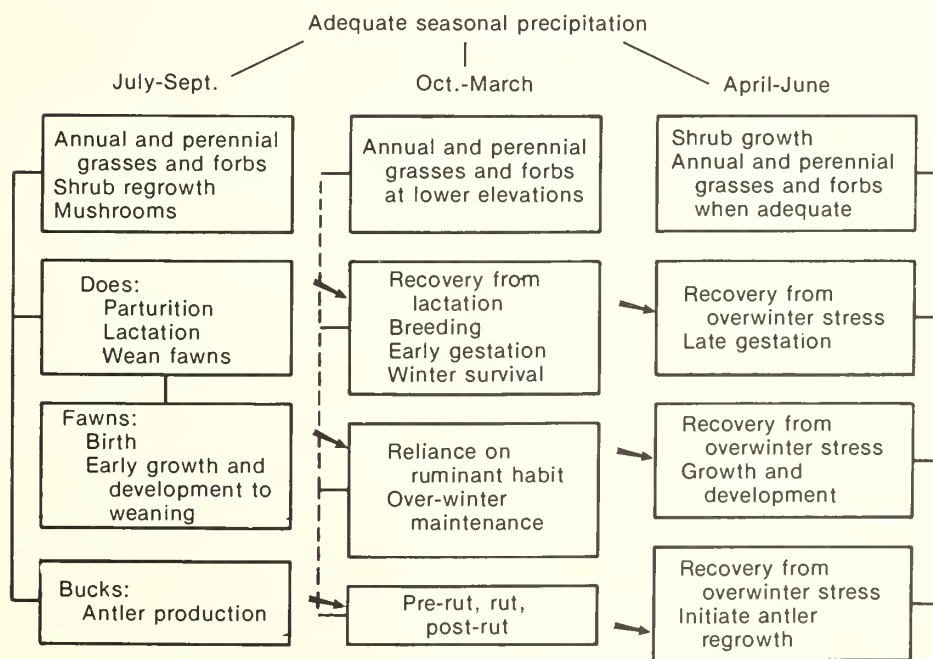 Adequate seasonal precipitation
July-Sept.
Annual and perennial
grasses and forbs
Shrub regrowth
Mushrooms
Does:
Parturition
Lactation
Wean fawns
Fawns:
Birth
Early growth and
development to
weaning
Bucks:
Antler production
Oct.-March
Annual and perennial
grasses and forbs
at lower elevations
Recovery from
lactation
Breeding
Early gestation
Winter survival
Reliance on
ruminant habit
Over-winter
maintenance
Pre-rut, rut,
post-rut
April-June
Shrub growth
Annual and perennial
grasses and forbs
when adequate
Recovery from
overwinter stress
Late gestation
Recovery from
overwinter stress
Growth and
development
Recovery from
overwinter stress
Initiate antler
regrowth